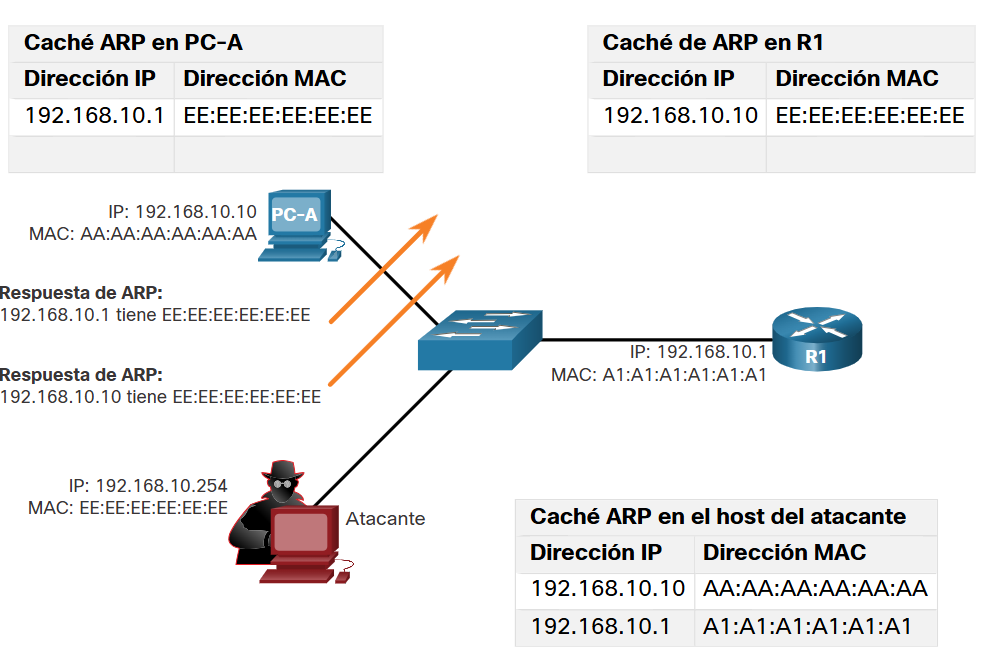 Caché ARP en PC-A
Dirección IP Dirección MAC
192.168.10.1 EE:EE:EE:EE:EE:EE
Caché de ARP en R1
Dirección IP Dirección MAC
192.168.10.10 EE:EE:EE:EE:EE:EE
IP: 192.168.10.10
MAC: AA:AA:AA:AA:AA:AA
PC-A
Respuesta de ARP:
192.168.10.1 tiene EE:EE:EE:EE:EE:EE
Respuesta de ARP:
192.168.10.10 tiene EE:EE:EE:EE:EE:EE
IP: 192.168.10.1
MAC: A1:A1:A1:A1:A1:A1
R1
IP: 192.168.10.254
MAC: EE:EE:EE:EE:EE:EE
Atacante
Caché ARP en el host del atacante
Dirección IP Dirección MAC
192.168.10.10 AA:AA:AA:AA:AA:AA
192.168.10.1 A1:A1:A1:A1:A1:A1